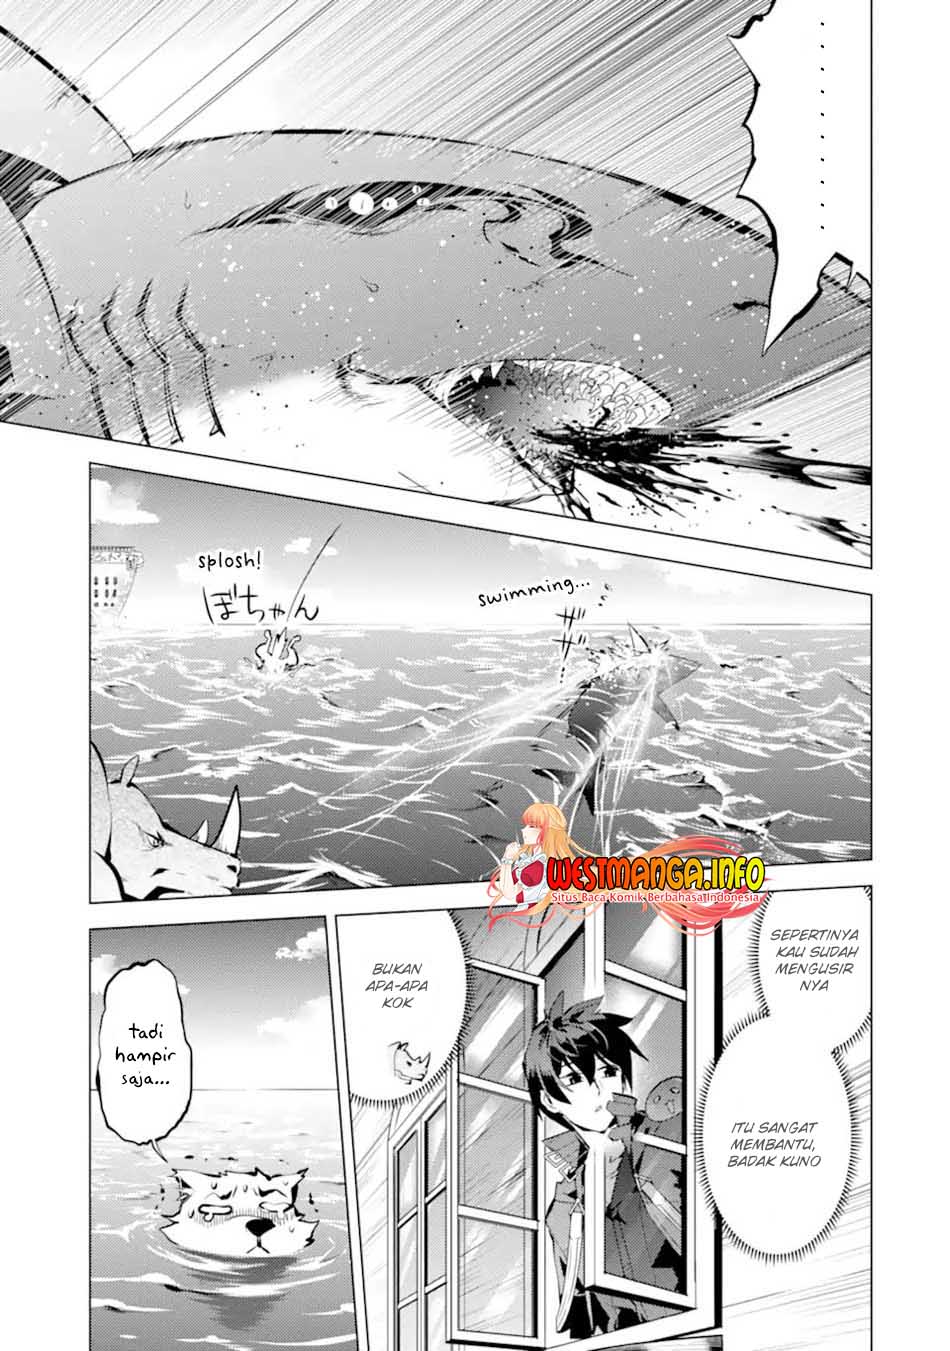 ..........
splosh!
ぼちゃん
swimming...
WESTMANGA.INFO
Situs Baca Komik Berbahasa Indonesia
SEPERTINYA
KAU SUDAH
MENGUSIR
NYA
BUKAN
APA-APA
KOK
ITU SANGAT
MEMBANTU,
BADAK KUNO
tadi
hampir
saja...